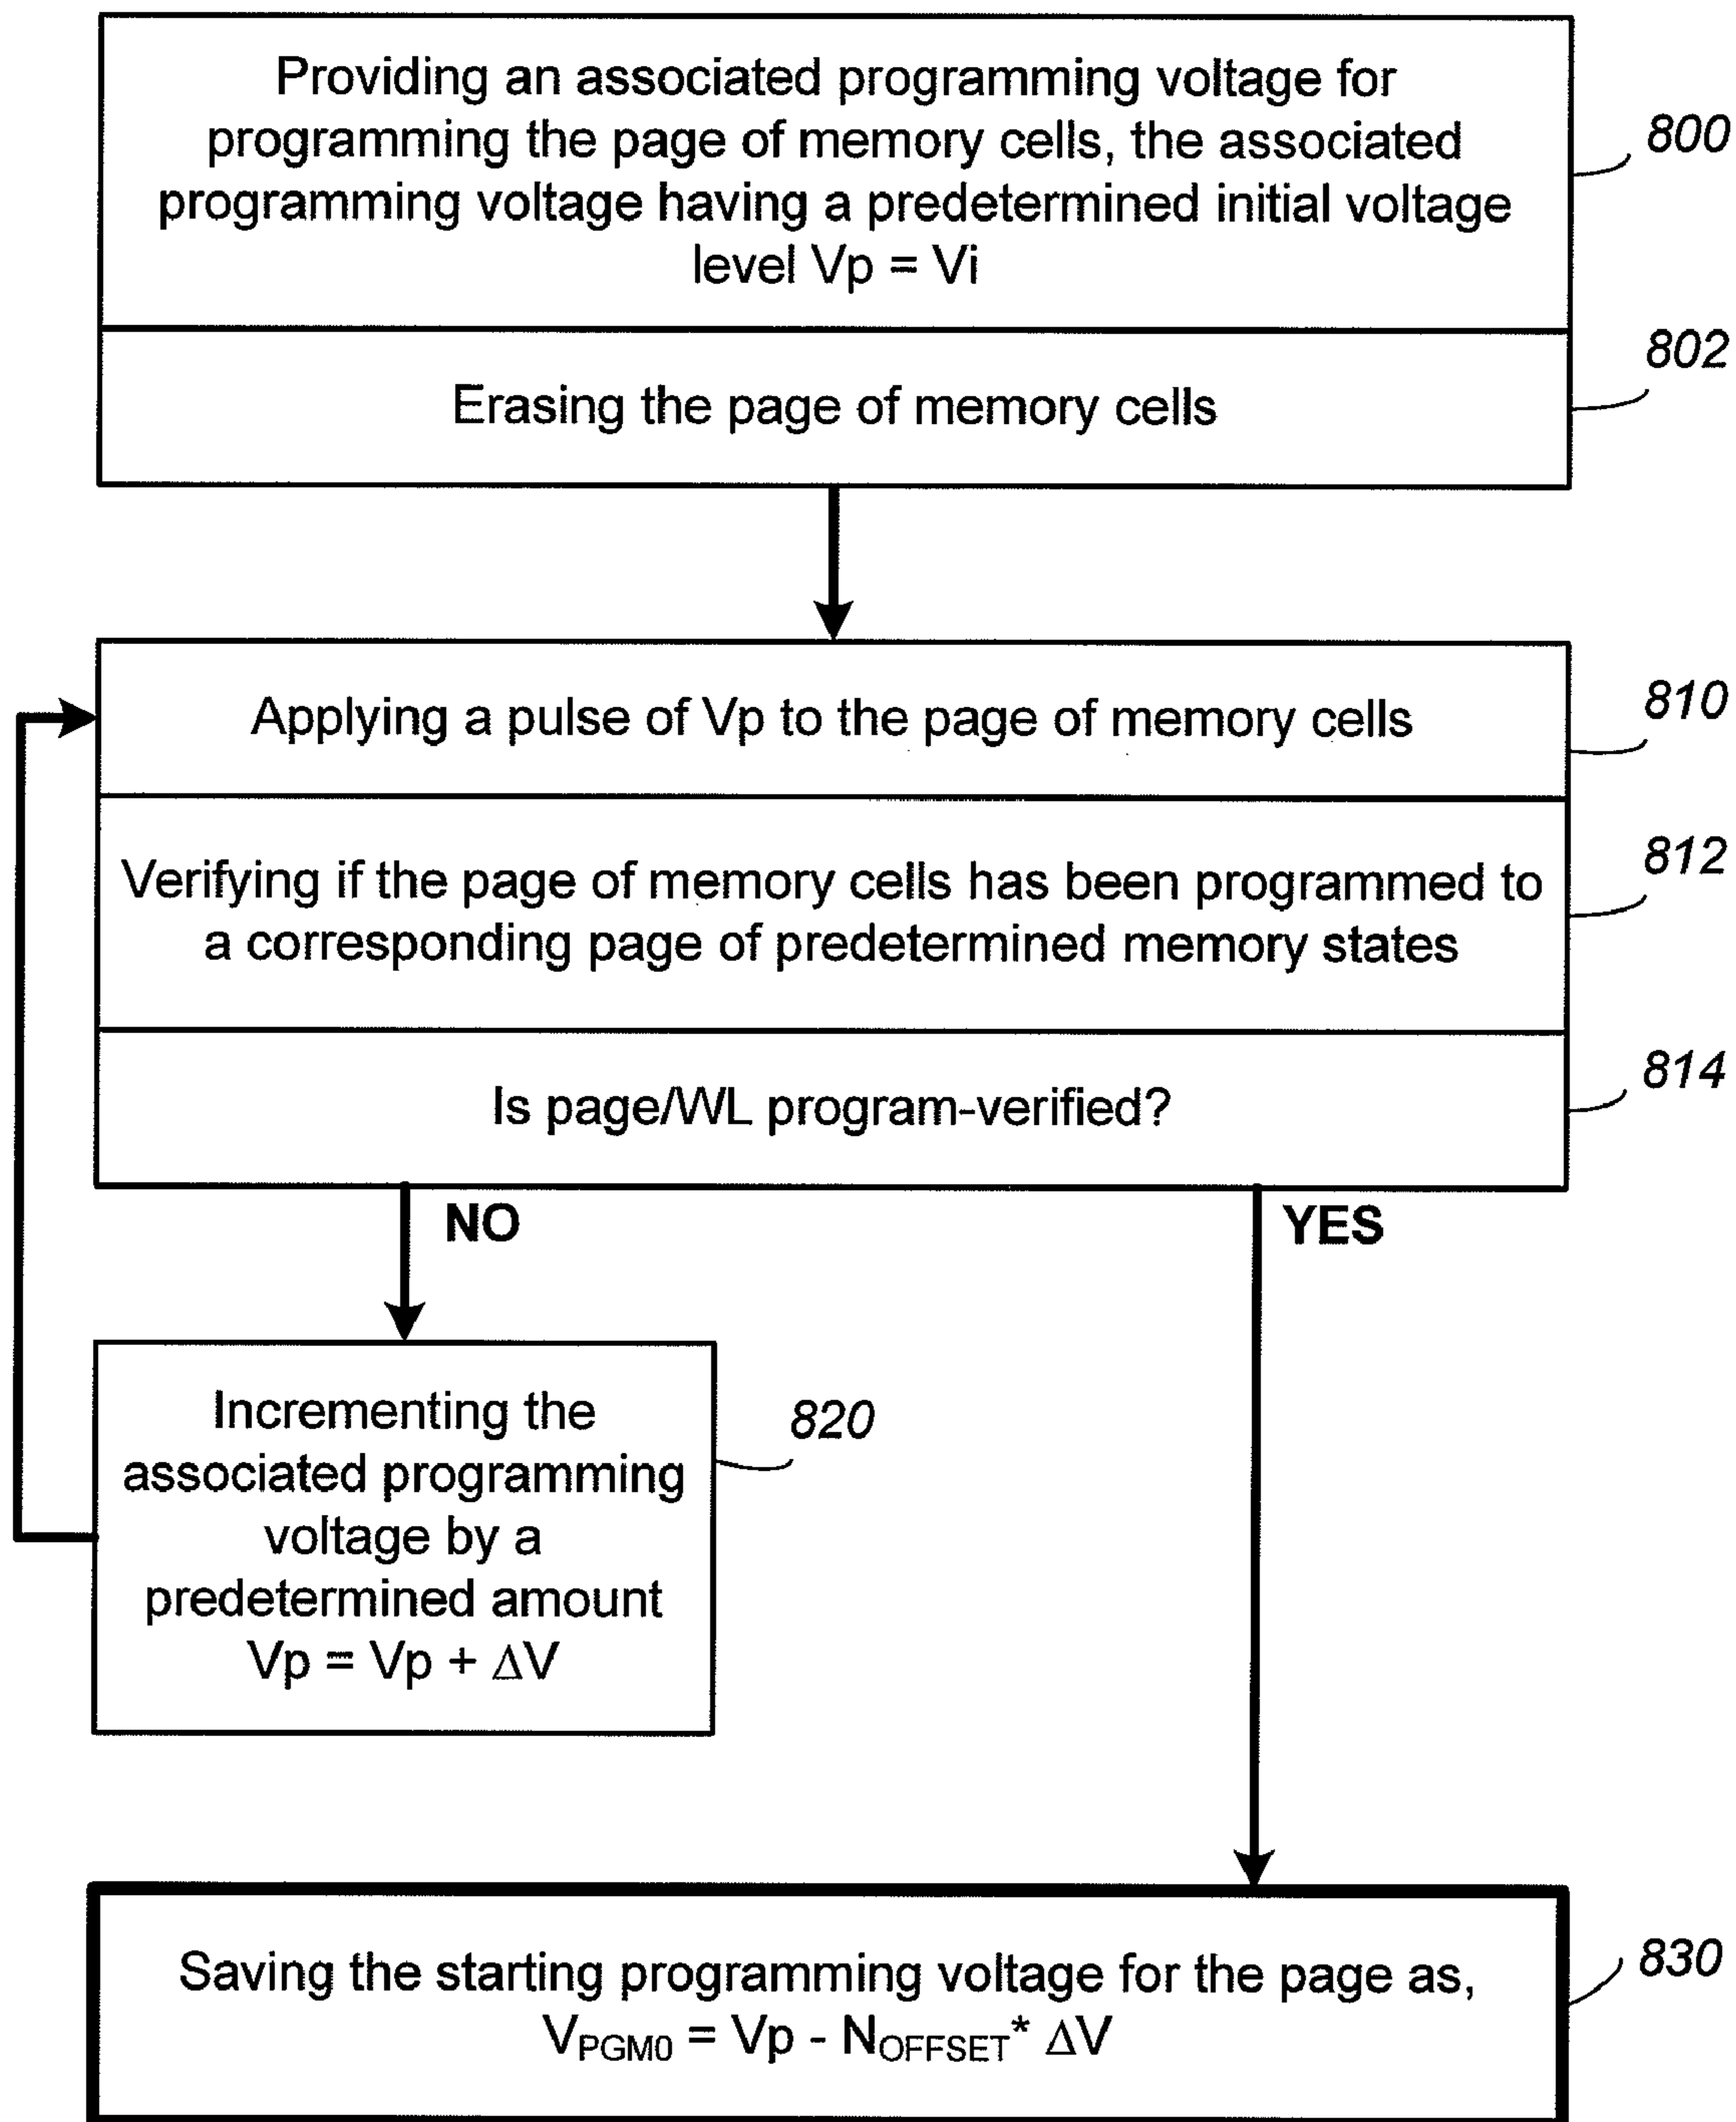 Providing an associated programming voltage for
programming the page of memory cells, the associated
programming voltage having a predetermined initial voltage
level Vp = Vi
800
Erasing the page of memory cells
802
Applying a pulse of Vp to the page of memory cells
810
Verifying if the page of memory cells has been programmed to
a corresponding page of predetermined memory states
812
Is page/WL program-verified?
814
NO
YES
Incrementing the
associated programming
voltage by a
predetermined amount
Vp = Vp + ΔV
820
Saving the starting programming voltage for the page as,
V_PGM0 = Vp - N_OFFSET* ΔV
830